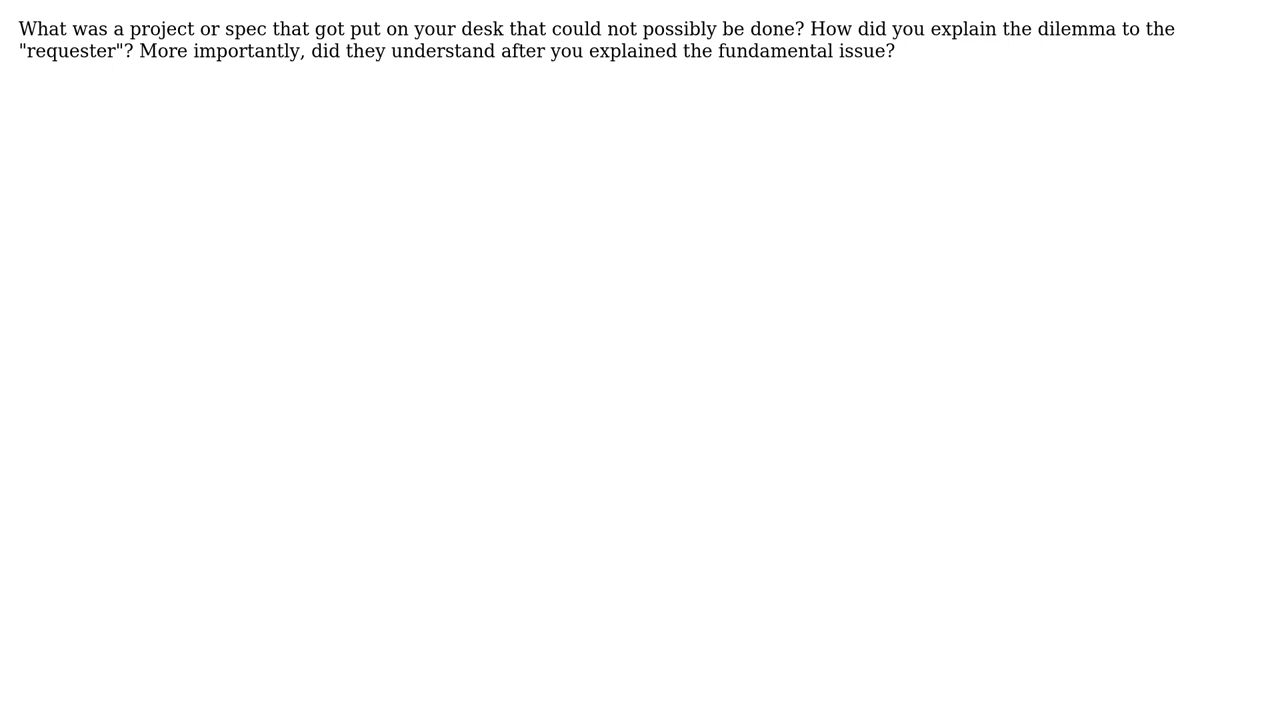 What was a project or spec that got put on your desk that could not possibly be done? How did you explain the dilemma to the
"requester"? More importantly, did they understand after you explained the fundamental issue?